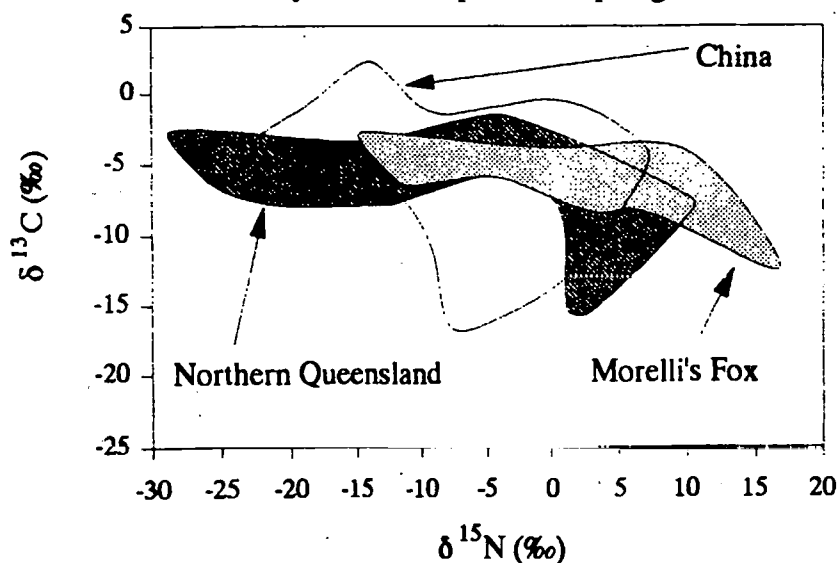 5
0
-5
-10
-15
-20
-25
China
Northern Queensland
Morelli's Fox
δ ¹³C (‰)
-30 -25 -20 -15 -10 -5 0 5 10 15 20
δ ¹⁵N (‰)